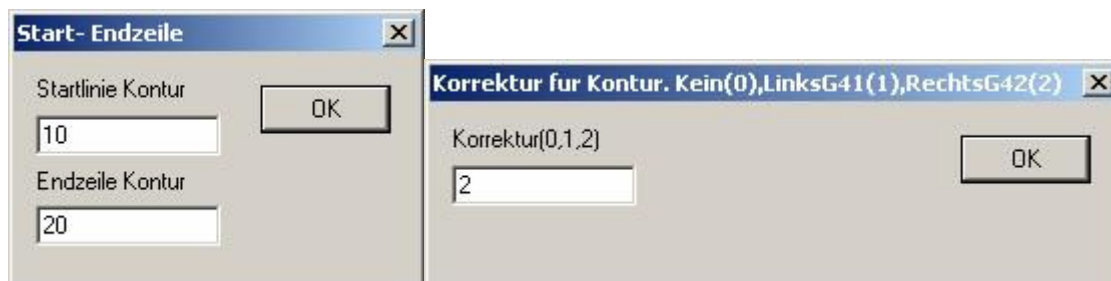 Start- Endzeile
Startlinie Kontur
OK
10
Endzeile Kontur
20
Korrektur fur Kontur. Kein(0),LinksG41(1),RechtsG42(2)
Korrektur(0,1,2)
OK
2